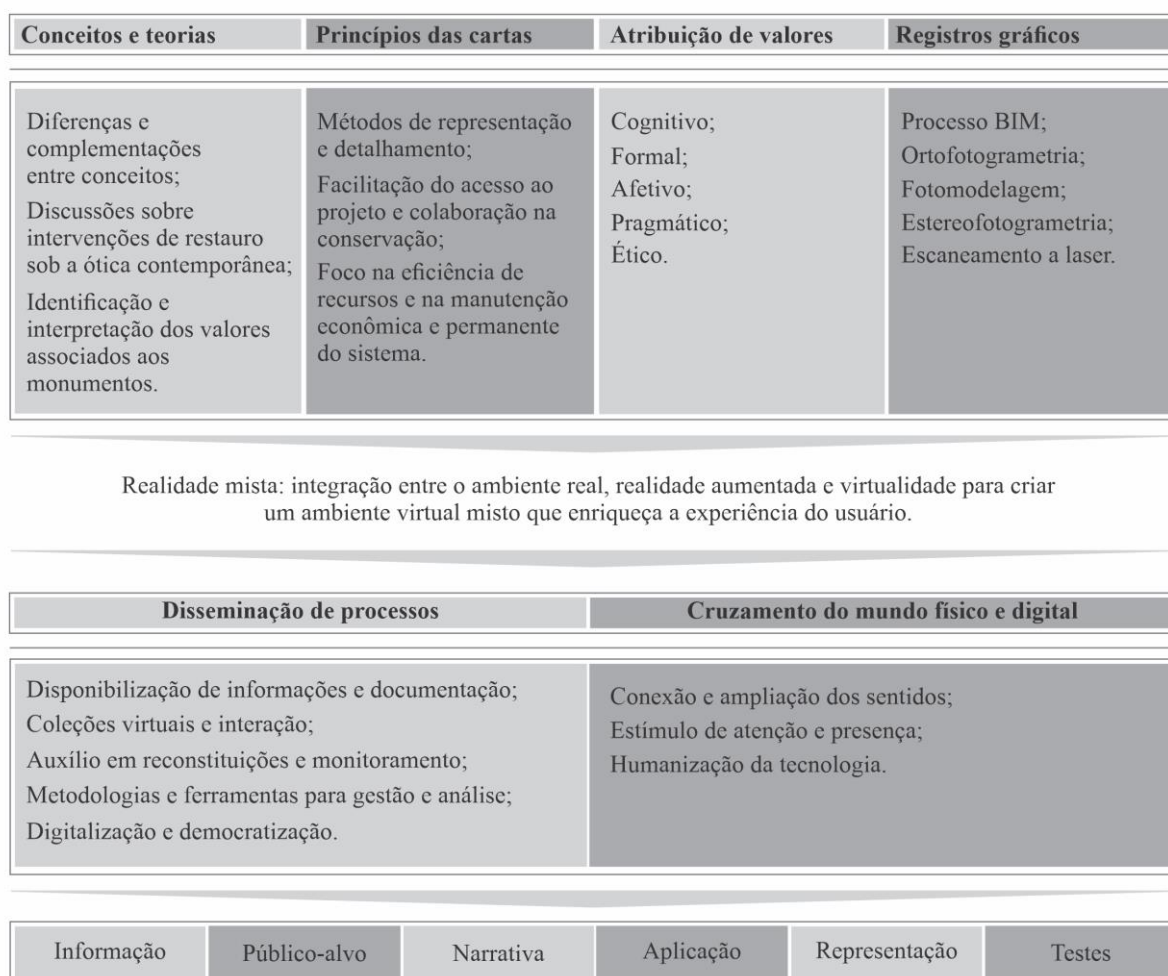 Conceitos e teorias
Princípios das cartas
Atribuição de valores
Registros gráficos
Diferenças e
complementações
entre conceitos;
Discussões sobre
intervenções de restauro
sob a ótica contemporânea;
Identificação e
interpretação dos valores
associados aos
monumentos.
Métodos de representação
e detalhamento;
Facilitação do acesso ao
projeto e colaboração na
conservação;
Foco na eficiência de
recursos e na manutenção
econômica e permanente
do sistema.
Cognitivo;
Formal;
Afetivo;
Pragmático;
Ético.
Processo BIM;
Ortofotogrametria;
Fotomodelagem;
Estereofotogrametria;
Escaneamento a laser.
Realidade mista: integração entre o ambiente real, realidade aumentada e virtualidade para criar
um ambiente virtual misto que enriqueça a experiência do usuário.
Disseminação de processos
Cruzamento do mundo físico e digital
Disponibilização de informações e documentação;
Coleções virtuais e interação;
Auxílio em reconstituições e monitoramento;
Metodologias e ferramentas para gestão e análise;
Digitalização e democratização.
Conexão e ampliação dos sentidos;
Estímulo de atenção e presença;
Humanização da tecnologia.
Informação
Público-alvo
Narrativa
Aplicação
Representação
Testes